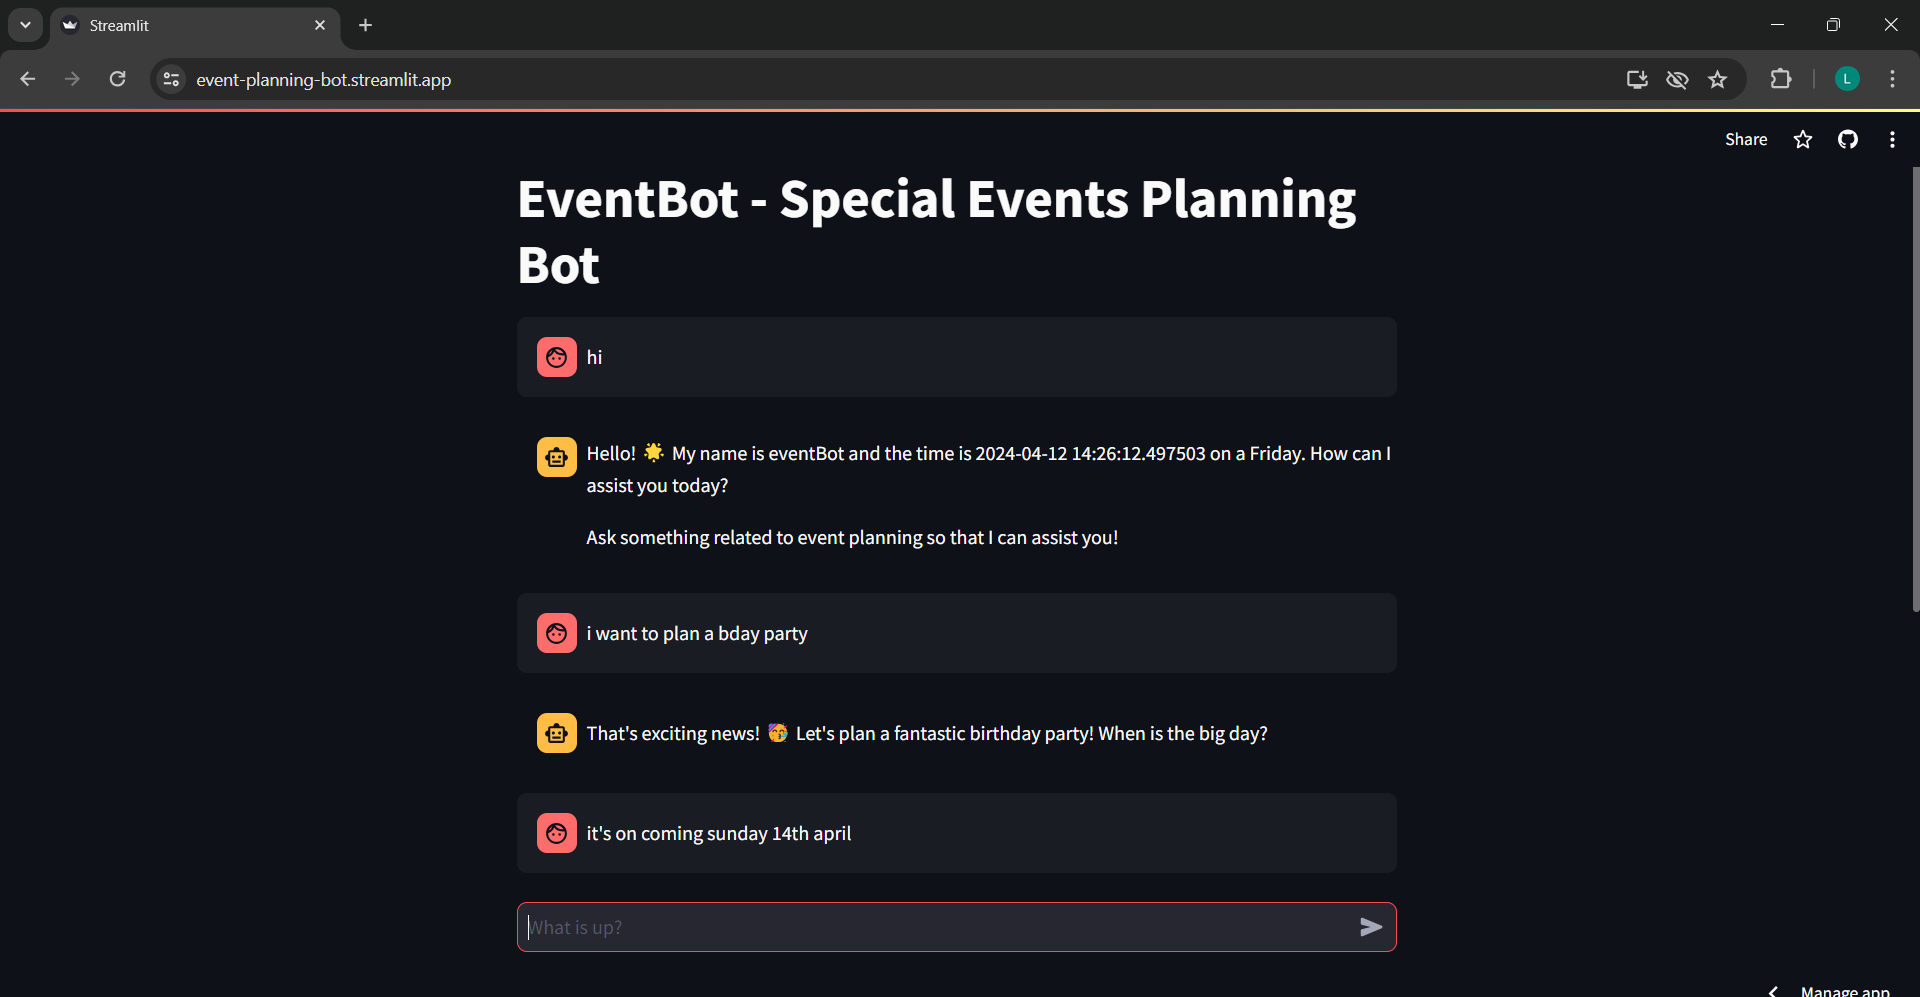 Streamlit
event-planning-bot.streamlit.app
L
Share
EventBot - Special Events Planning
Bot
hi
Hello! 🌟 My name is eventBot and the time is 2024-04-12 14:26:12.497503 on a Friday. How can I
assist you today?
Ask something related to event planning so that I can assist you!
i want to plan a bday party
That's exciting news! 🥳 Let's plan a fantastic birthday party! When is the big day?
it's on coming sunday 14th april
What is up?
Manage app